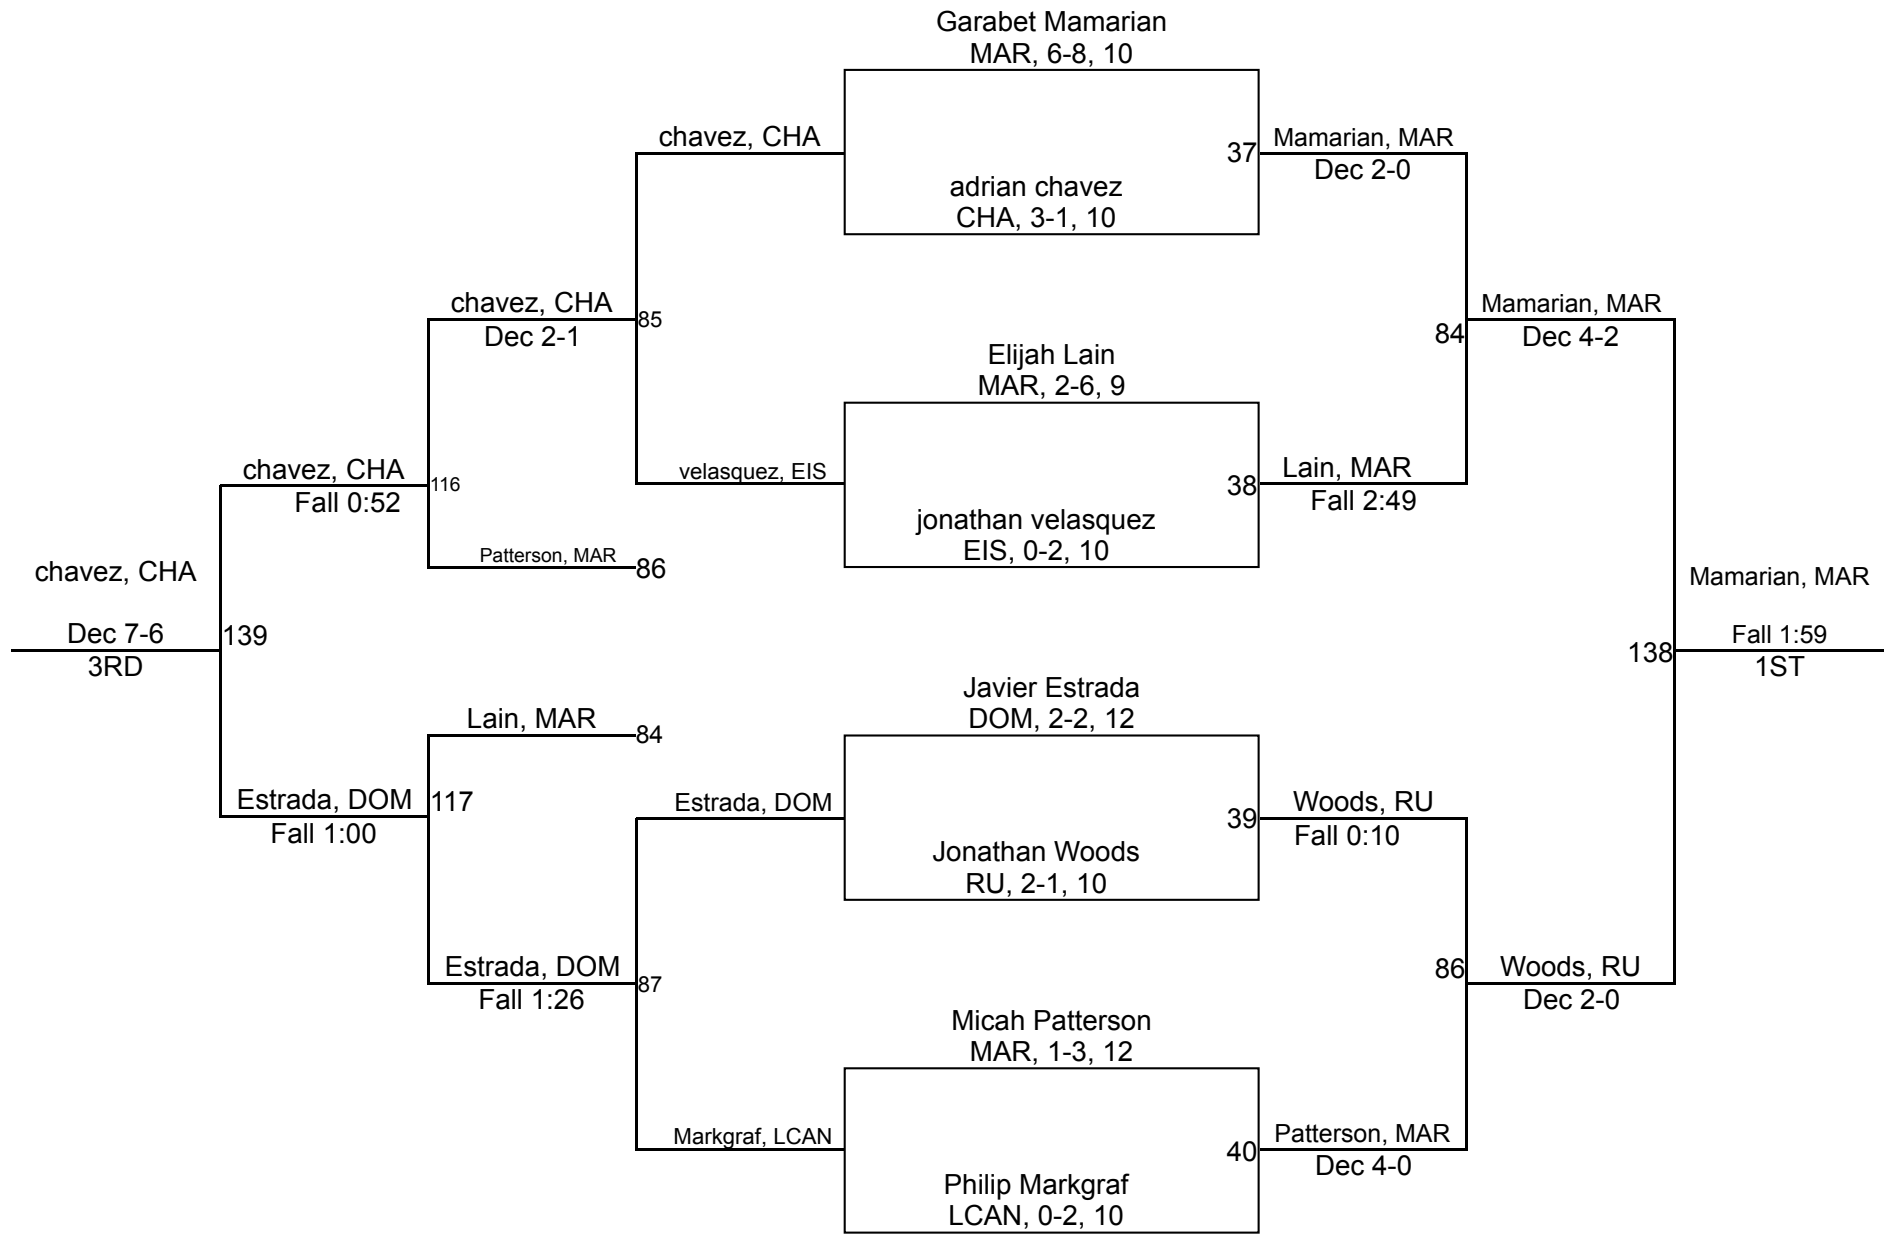 Garabet Mamarian
MAR, 6-8, 10
chavez, CHA
37
Mamarian, MAR
Dec 2-0
adrian chavez
CHA, 3-1, 10
chavez, CHA
Dec 2-1
85
Mamarian, MAR
Dec 4-2
84
Elijah Lain
MAR, 2-6, 9
chavez, CHA
Fall 0:52
116
velasquez, EIS
38
Lain, MAR
Fall 2:49
jonathan velasquez
EIS, 0-2, 10
Patterson, MAR
86
chavez, CHA
Dec 7-6
3RD
139
Mamarian, MAR
Fall 1:59
1ST
138
Javier Estrada
DOM, 2-2, 12
Lain, MAR
84
Estrada, DOM
Fall 1:00
117
Estrada, DOM
39
Woods, RU
Fall 0:10
Jonathan Woods
RU, 2-1, 10
Estrada, DOM
Fall 1:26
87
86
Woods, RU
Dec 2-0
Micah Patterson
MAR, 1-3, 12
Markgraf, LCAN
40
Patterson, MAR
Dec 4-0
Philip Markgraf
LCAN, 0-2, 10